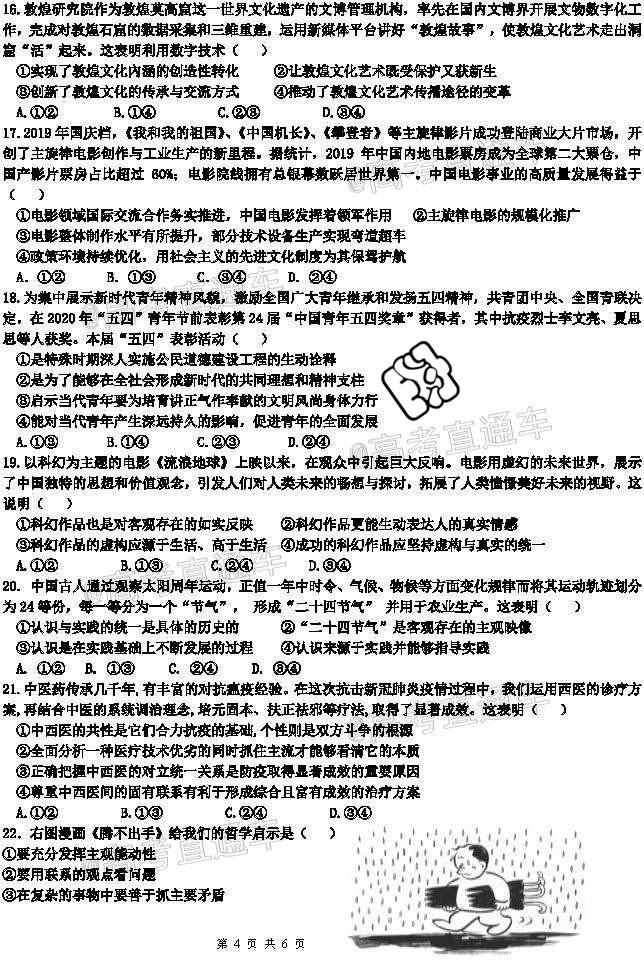 16.敦煌研究院作为敦煌莫高窟这一世界文化遗产的文博管理机构，率先在国内文博界开展文物数字化工
作，完成对敦煌石窟的数据采集和三维重建，运用新媒体平台讲好“敦煌故事”，使敦煌文化艺术走出洞
窟“活”起来。这表明利用数字技术（ ）
①实现了敦煌文化内涵的创造性转化 ②让敦煌文化艺术既受保护又获新生
③创新了敦煌文化的传承与交流方式 ④推动了敦煌文化艺术传播途径的变革
A.①② B.①④ C.②③ D.③④
17.2019年国庆档，《我和我的祖国》、《中国机长》、《攀登者》等主旋律影片成功登陆商业大片市场，开
创了主旋律电影创作与工业生产的新里程。据统计，2019 年中国内地电影票房成为全球第二大票仓，中
国产影片票房占比超过 60%；电影院线拥有总银幕数跃居世界第一。中国电影事业的高质量发展得益于
（ ）
①电影领域国际交流合作务实推进，中国电影发挥着领军作用 ②主旋律电影的规模化推广
③电影整体制作水平有所提升，部分技术设备生产实现弯道超车
④政策环境持续优化，用社会主义的先进文化制度为其保驾护航
A．①② B．①③ C．③④ D．②④
18.为集中展示新时代青年精神风貌，激励全国广大青年继承和发扬五四精神，共青团中央、全国青联决
定，在 2020 年“五四”青年节前表彰第 24 届“中国青年五四奖章”获得者，其中抗疫烈士李文亮、夏思
思等人获奖。本届“五四”表彰活动（ ）
①是特殊时期深入实施公民道德建设工程的生动诠释
②是为了能够在全社会形成新时代的共同理想和精神支柱
③启示当代青年要为培育讲正气作奉献的文明风尚身体力行
④能对当代青年产生深远持久的影响，促进青年的全面发展
A.①③ B.①④ C.②③ D.②④
19.以科幻为主题的电影《流浪地球》上映以来，在观众中引起巨大反响。电影用虚幻的未来世界，展示
了中国独特的思想和价值观念，引发人们对人类未来的畅想与探讨，拓展了人类憧憬美好未来的视野。这
说明（ ）
①科幻作品也是对客观存在的如实反映 ②科幻作品更能生动表达人的真实情感
③科幻作品的虚构应源于生活、高于生活 ④成功的科幻作品应坚持虚构与真实的统一
A.①② B.①③ C.②④ D.③④
20．中国古人通过观察太阳周年运动，正值一年中时令、气候、物候等方面变化规律而将其运动轨迹划分
为 24 等份，每一等分为一个“节气”，形成“二十四节气” 并用于农业生产。这表明（ ）
①认识与实践的统一是具体的历史的 ②“二十四节气”是客观存在的主观映像
③认识是在实践基础上不断发展的过程 ④认识来源于实践并能够指导实践
A．①② B．①③ C．②④ D．③④
21.中医药传承几千年,有丰富的对抗瘟疫经验。在这次抗击新冠肺炎疫情过程中，我们运用西医的诊疗方
案,再结合中医的系统调治理念,培元固本、扶正祛邪等疗法,取得了显著成效。这表明（ ）
①中西医的共性是它们合力抗疫的基础,个性则是双方斗争的根源
②全面分析一种医疗技术优劣的同时抓住主流才能够看清它的本质
③正确把握中西医的对立统一关系是防疫取得显著成效的重要原因
④尊重中西医间的固有联系有利于形成综合且富有成效的治疗方案
A.①② B.①③ C.②④ D.③④
22．右图漫画《腾不出手》给我们的哲学启示是（ ）
①要充分发挥主观能动性
②要用联系的观点看问题
③在复杂的事物中要善于抓主要矛盾
第 4 页 共 6 页
@高考直通车
@高考直通车
@高考直通车
@高考直通车